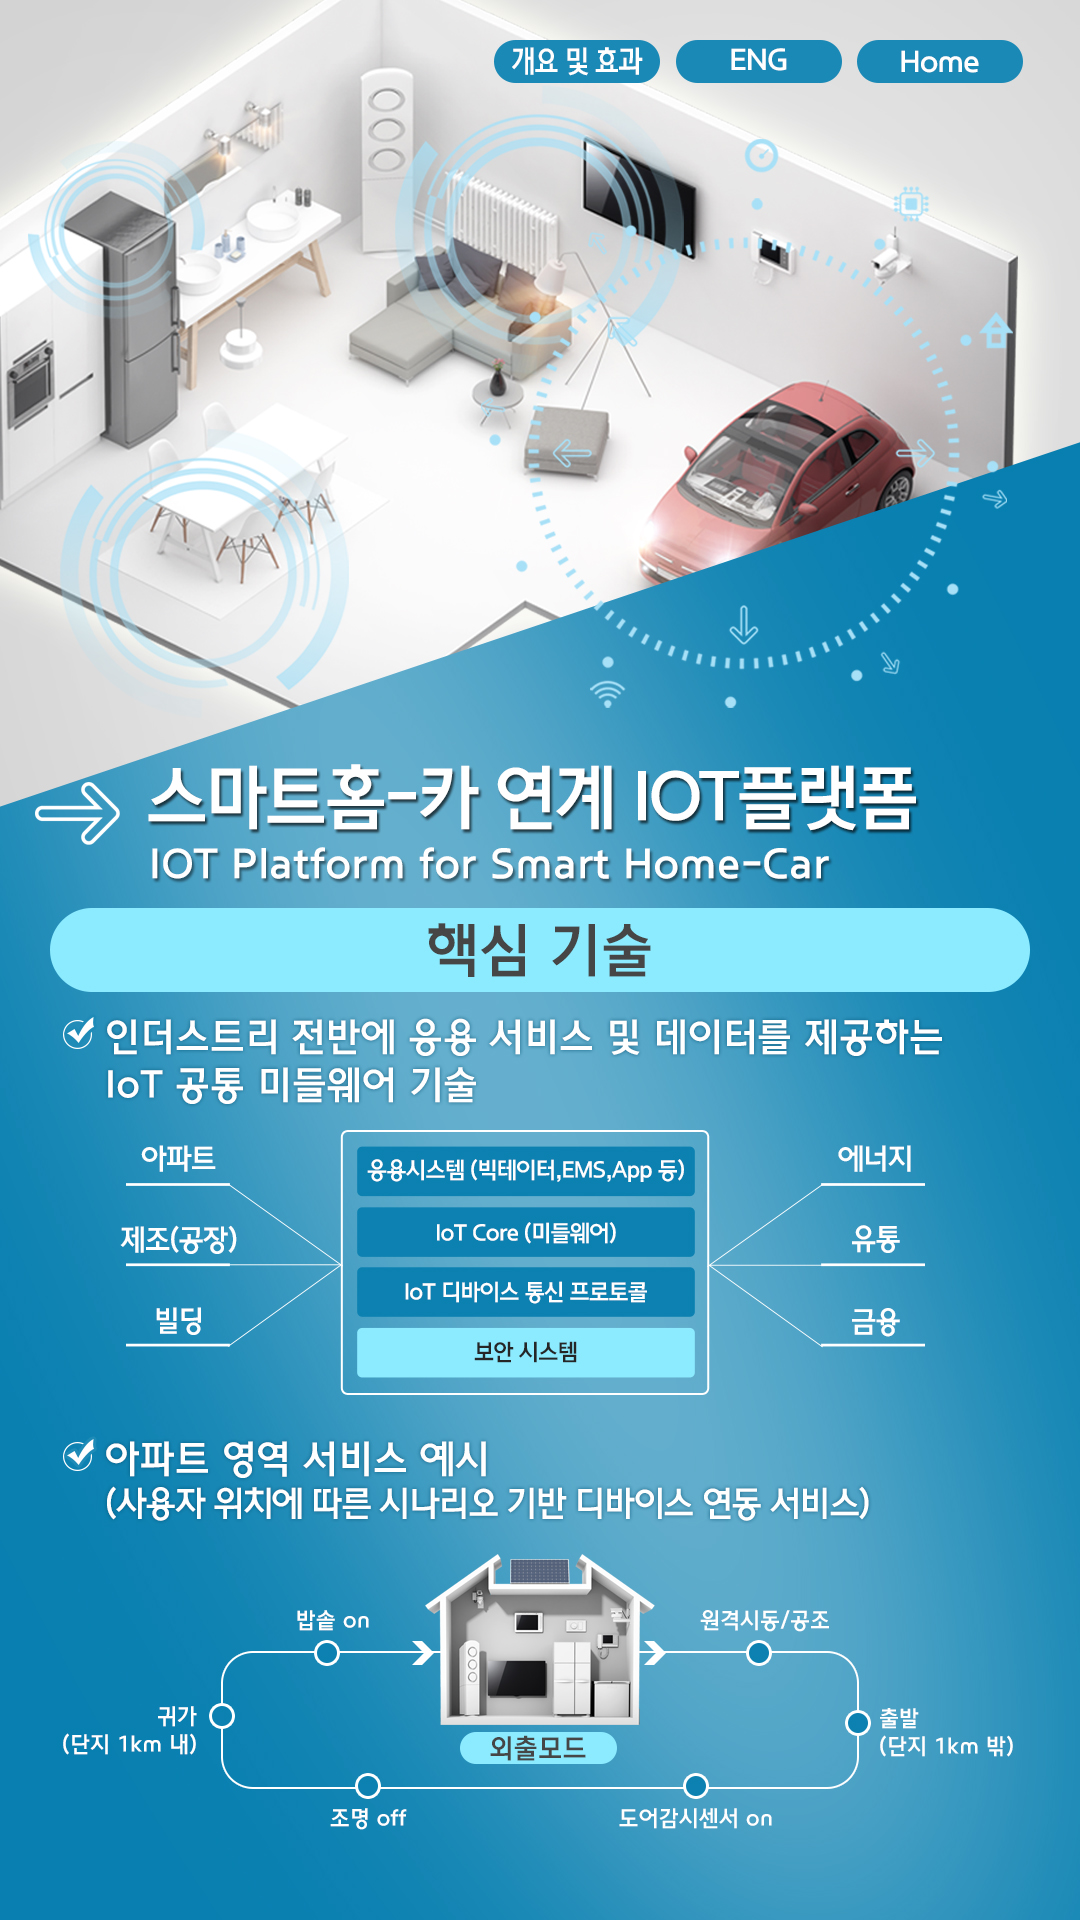 개요 및 효과
ENG
Home
스마트홈-카 연계 IOT플랫폼
IOT Platform for Smart Home-Car
핵심 기술
인더스트리 전반에 응용 서비스 및 데이터를 제공하는
IoT 공통 미들웨어 기술
아파트
제조(공장)
빌딩
응용시스템 (빅테이터,EMS,App 등)
IoT Core (미들웨어)
IoT 디바이스 통신 프로토콜
보안 시스템
에너지
유통
금융
아파트 영역 서비스 예시
(사용자 위치에 따른 시나리오 기반 디바이스 연동 서비스)
밥솥 on
원격시동/공조
귀가
(단지 1km 내)
출발
(단지 1km 밖)
외출모드
조명 off
도어감시센서 on